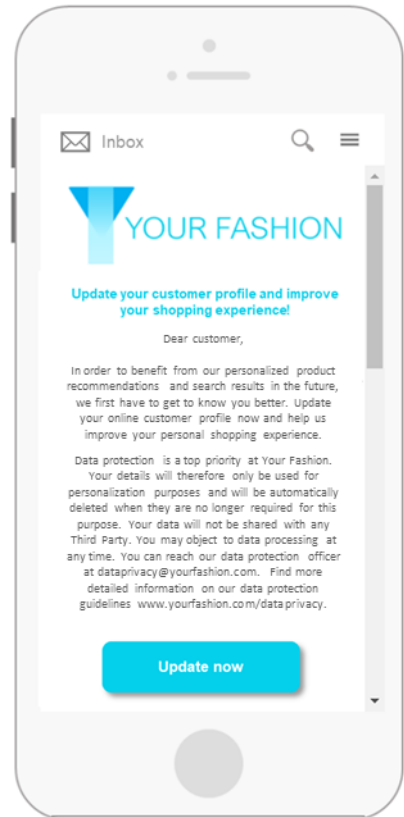 Inbox
YOUR FASHION
Update your customer profile and improve
your shopping experience!
Dear customer,
In order to benefit from our personalized product
recommendations and search results in the future,
we first have to get to know you better. Update
your online customer profile now and help us
improve your personal shopping experience.
Data protection is a top priority at Your Fashion.
Your details will therefore only be used for
personalization purposes and will be automatically
deleted when they are no longer required for this
purpose. Your data will not be shared with any
Third Party. You may object to data processing at
any time. You can reach our data protection officer
at dataprivacy@yourfashion.com. Find more
detailed information on our data protection
guidelines www.yourfashion.com/dataprivacy.
Update now